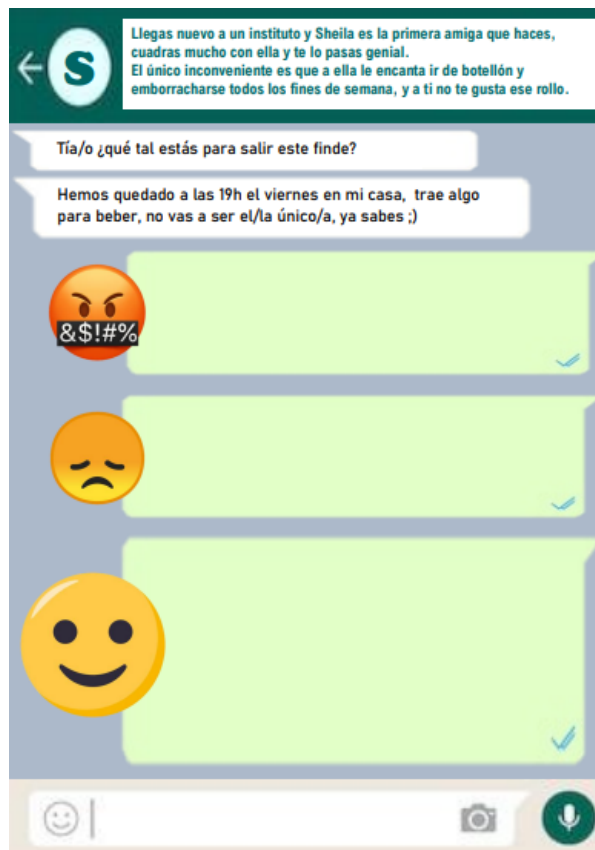 S
Llegas nuevo a un instituto y Sheila es la primera amiga que haces,
cuadras mucho con ella y te lo pasas genial.
El único inconveniente es que a ella le encanta ir de botellón y
emborracharse todos los fines de semana, y a ti no te gusta ese rollo.
Tía/o ¿qué tal estás para salir este finde?
Hemos quedado a las 19h el viernes en mi casa, trae algo
para beber, no vas a ser el/la único/a, ya sabes ;)
&$!#%